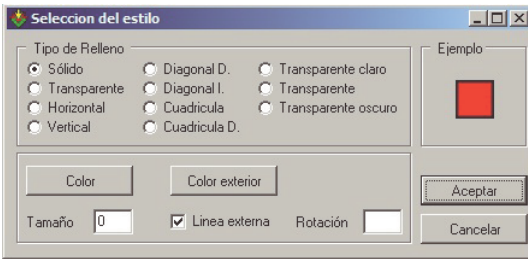 Seleccion del estilo
Tipo de Relleno
Ejemplo
Sólido
Diagonal D.
Transparente claro
Transparente
Diagonal I.
Transparente
Horizontal
Cuadricula
Transparente oscuro
Vertical
Cuadricula D.
Color
Color exterior
Aceptar
Tamaño 0
Linea externa
Rotación
Cancelar